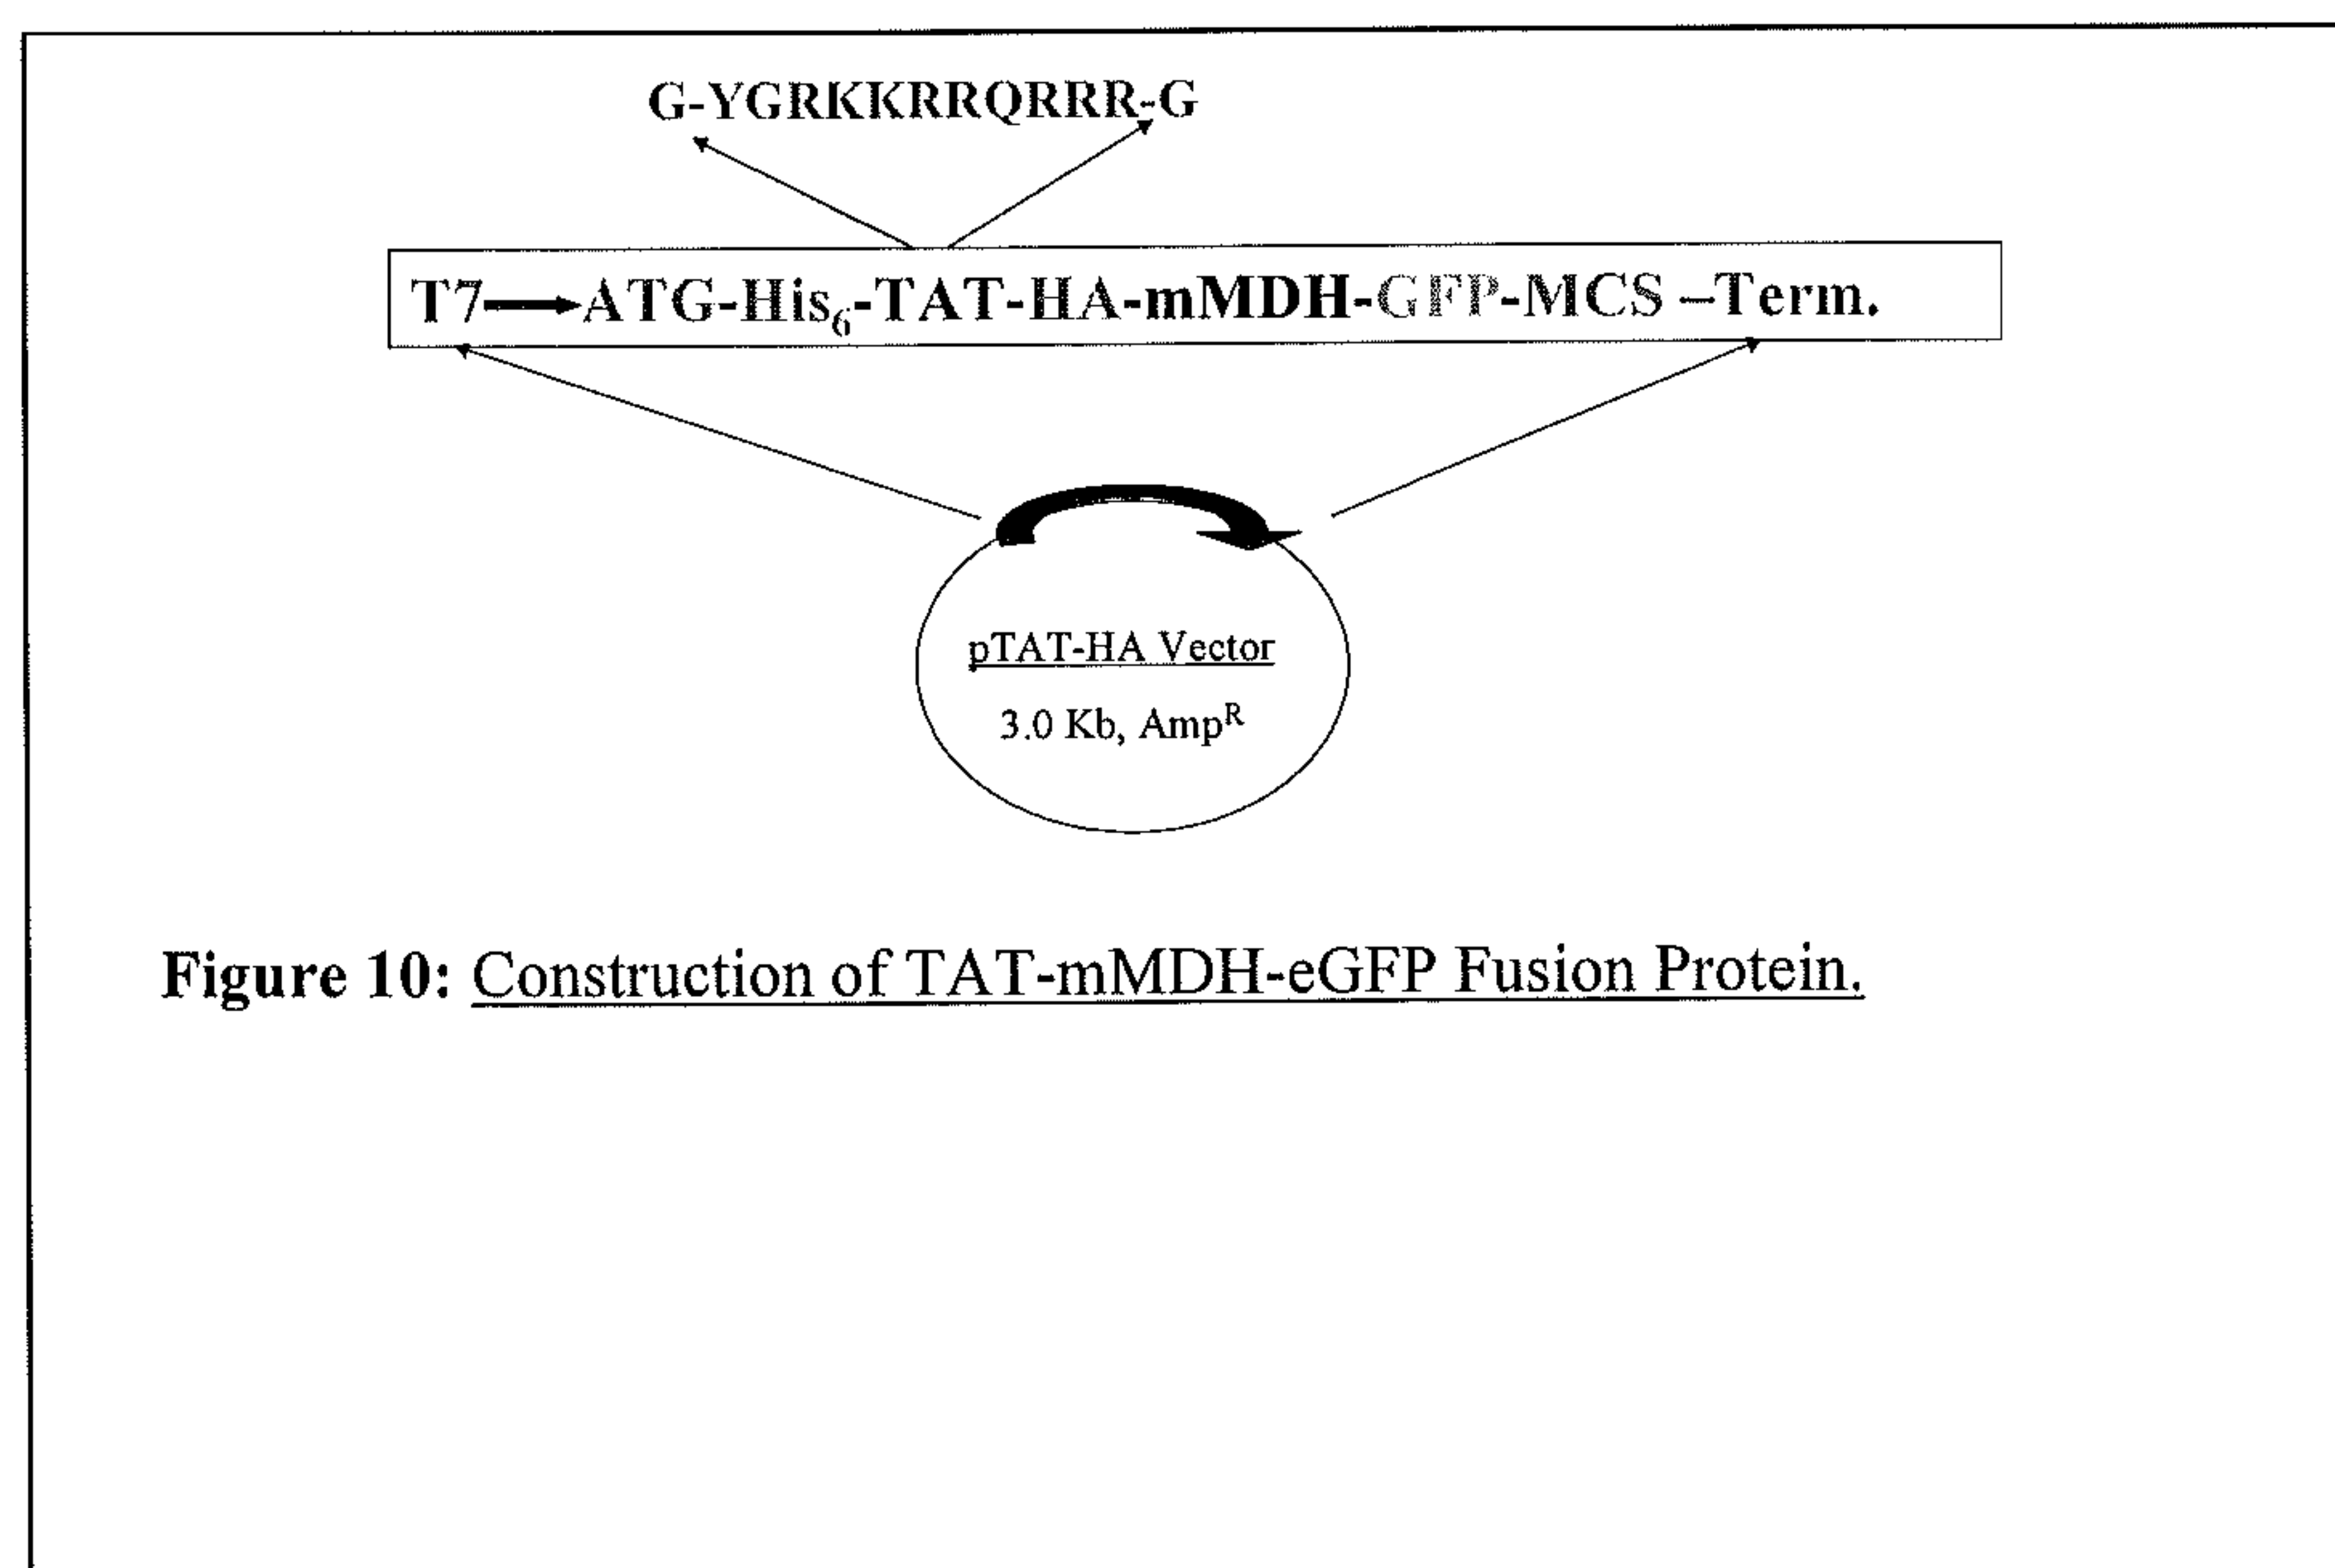 G-YGRKKRRQRRR-G
T7→ATG-His₆-TAT-HA-mMDH-GFP-MCS –Term.
pTAT-HA Vector
3.0 Kb, Ampᴿ
Figure 10: Construction of TAT-mMDH-eGFP Fusion Protein.